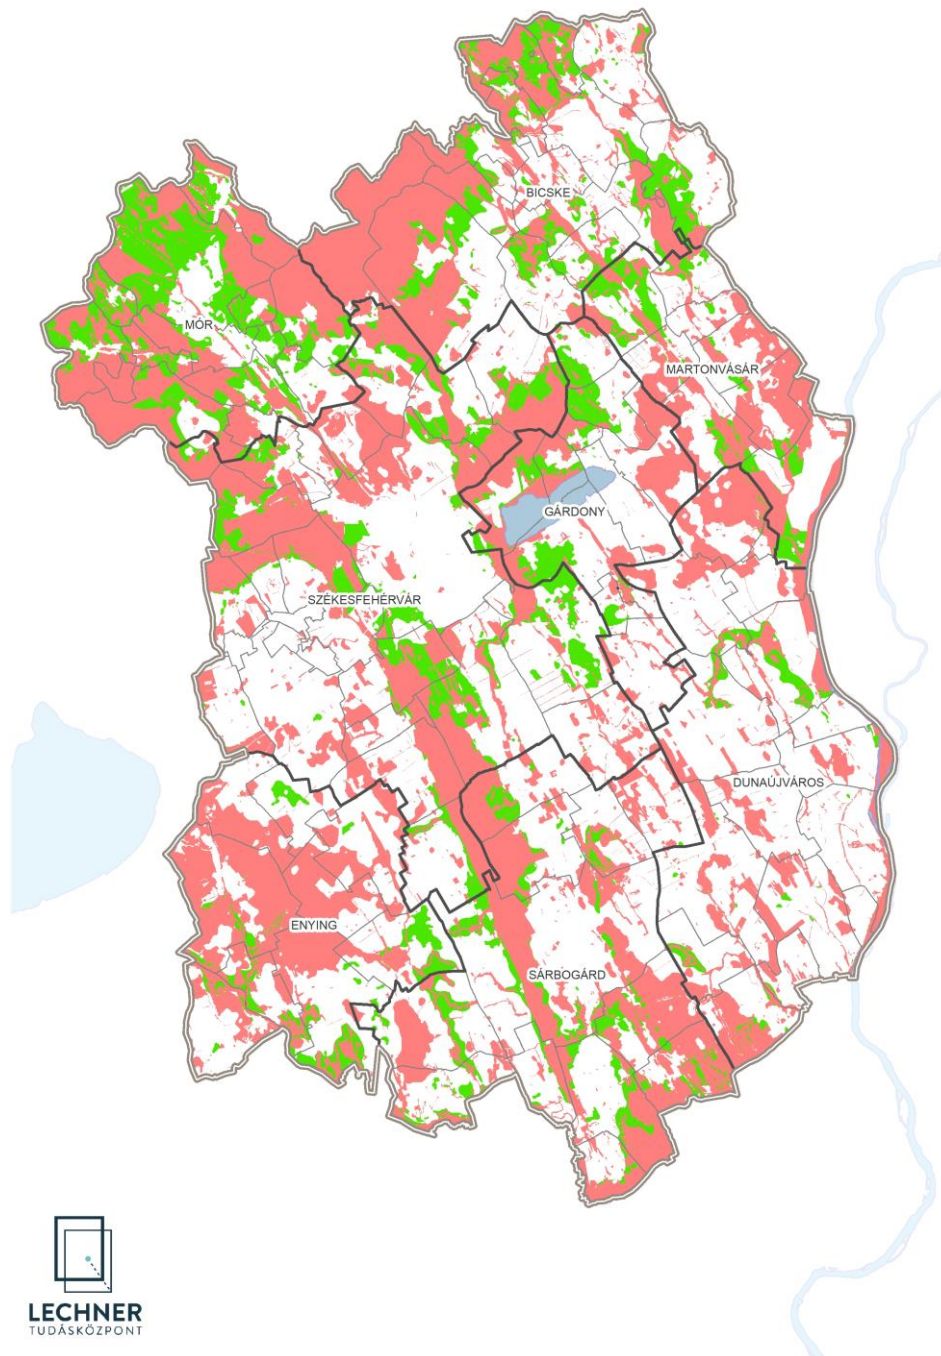 BICSKE
MÓR
MARTONVÁSÁR
GÁRDONY
SZÉKESFEHÉRVÁR
DUNAÚJVÁROS
ENYING
SÁRBOGÁRD
LECHNER
TUDÁSKÖZPONT